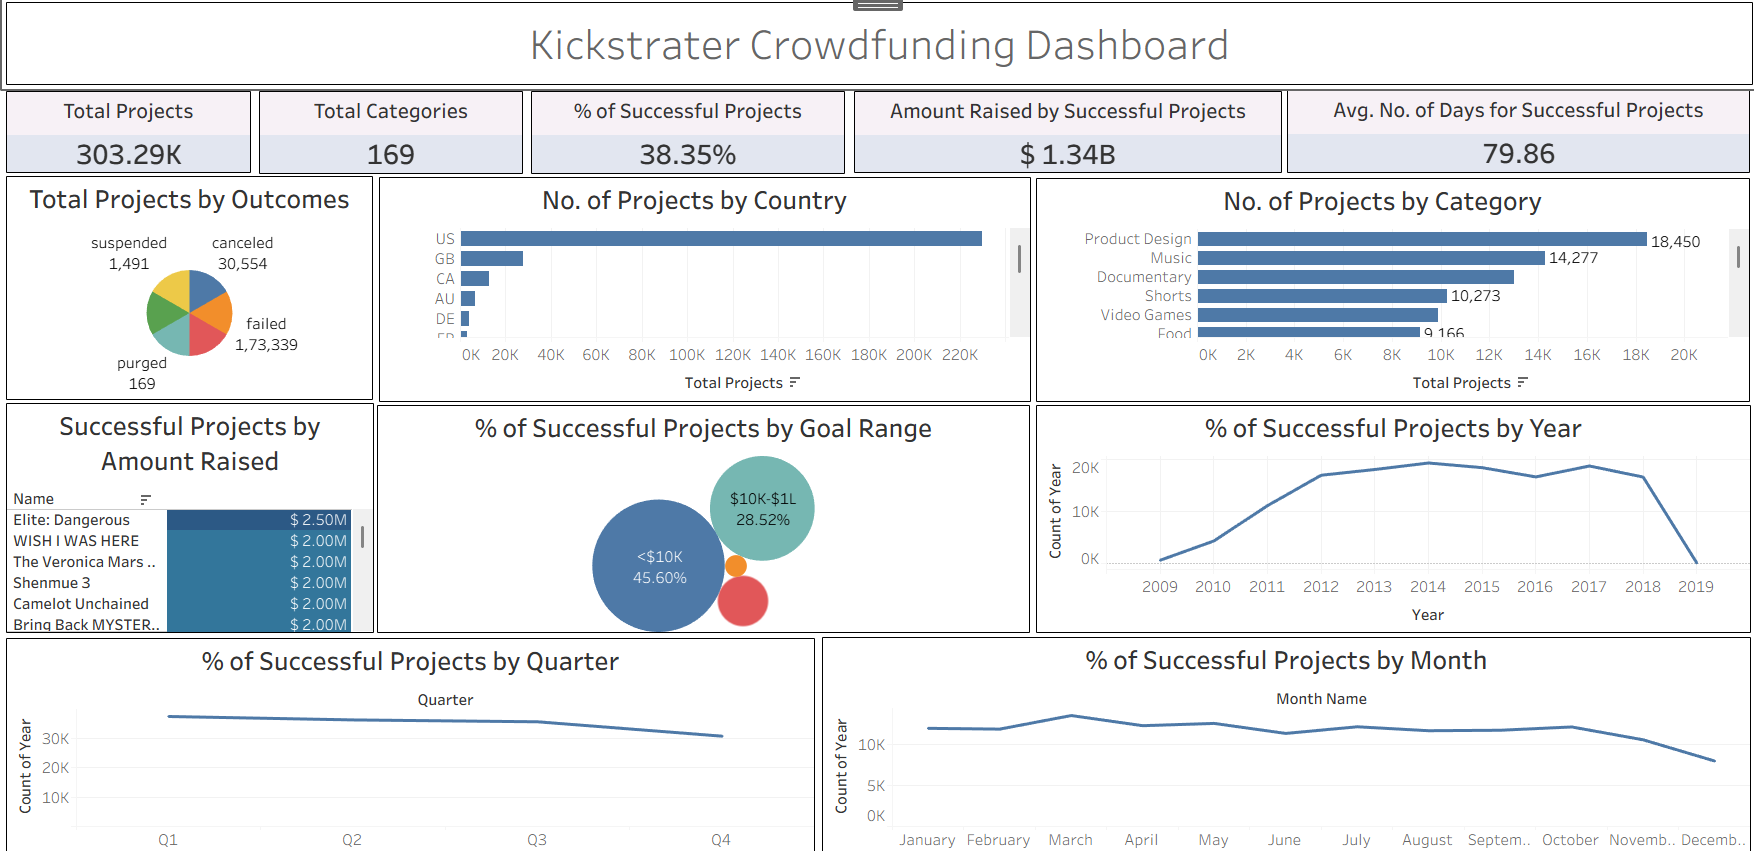 Kickstrater Crowdfunding Dashboard
Total Projects
303.29K
Total Categories
169
% of Successful Projects
38.35%
Amount Raised by Successful Projects
$ 1.34B
Avg. No. of Days for Successful Projects
79.86
Total Projects by Outcomes
suspended
1,491
canceled
30,554
failed
1,73,339
purged
169
No. of Projects by Country
US
GB
CA
AU
DE
FR
0K 20K 40K 60K 80K 100K 120K 140K 160K 180K 200K 220K
Total Projects
No. of Projects by Category
Product Design 18,450
Music 14,277
Documentary
Shorts 10,273
Video Games
Food 9,166
0K 2K 4K 6K 8K 10K 12K 14K 16K 18K 20K
Total Projects
Successful Projects by
Amount Raised
Name
Elite: Dangerous $ 2.50M
WISH I WAS HERE $ 2.00M
The Veronica Mars .. $ 2.00M
Shenmue 3 $ 2.00M
Camelot Unchained $ 2.00M
Bring Back MYSTER.. $ 2.00M
% of Successful Projects by Goal Range
$10K-$1L
28.52%
<$10K
45.60%
% of Successful Projects by Year
Count of Year
20K
10K
0K
2009 2010 2011 2012 2013 2014 2015 2016 2017 2018 2019
Year
% of Successful Projects by Quarter
Quarter
Count of Year
30K
20K
10K
Q1 Q2 Q3 Q4
% of Successful Projects by Month
Month Name
Count of Year
10K
5K
0K
January February March April May June July August Septem.. October Novemb.. Decemb..